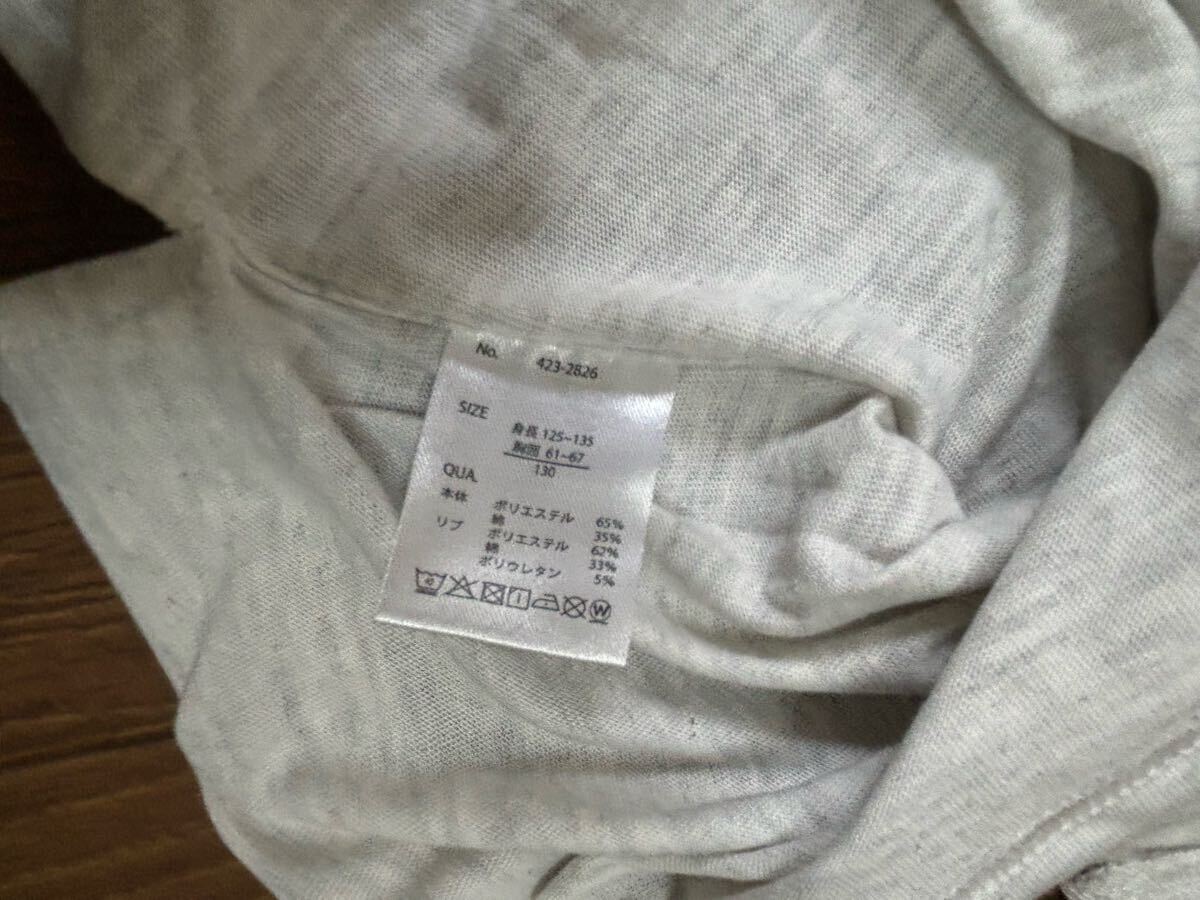 No. 423-2826
SIZE
身長 125~135
胸囲 61~67
130
QUA.
本体 ポリエステル 65%
綿 35%
リブ ポリエステル 62%
綿 33%
ポリウレタン 5%
40
W